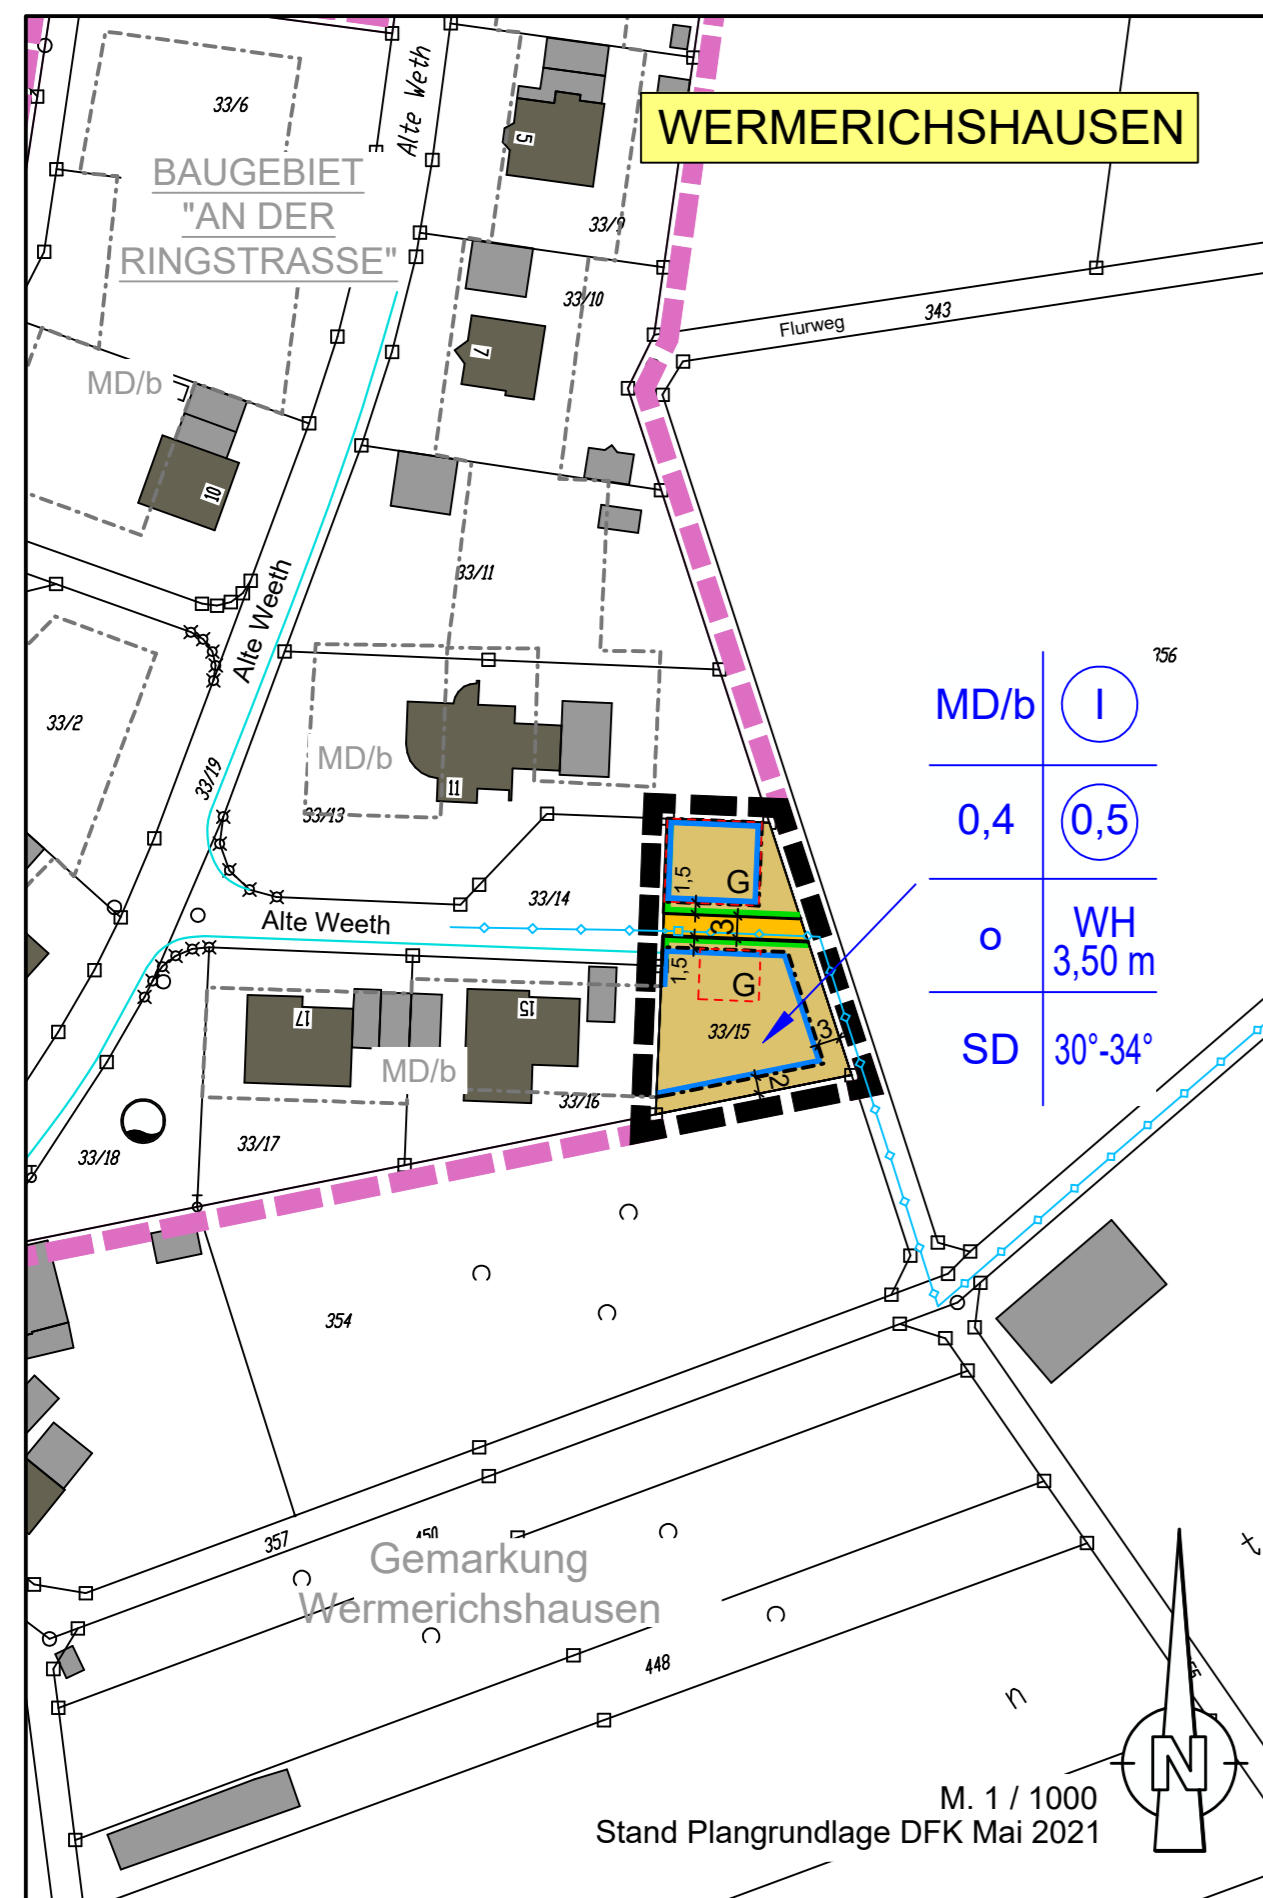 WERMERICHSHAUSEN
Alte Weth
33/6
5
BAUGEBIET
"AN DER
RINGSTRASSE"
33/9
33/10
Flurweg
343
7
MD/b
10
33/11
Alte Weeth
33/2
33/19
MD/b
11
33/13
356
MD/b I
0,4 0,5
o WH
3,50 m
SD 30°-34°
1,5
G
33/14
3
Alte Weeth
1,5
G
33/15
3
2
17
15
MD/b
33/16
33/17
33/18
354
357
450
Gemarkung
Wermerichshausen
448
n
t
N
M. 1 / 1000
Stand Plangrundlage DFK Mai 2021